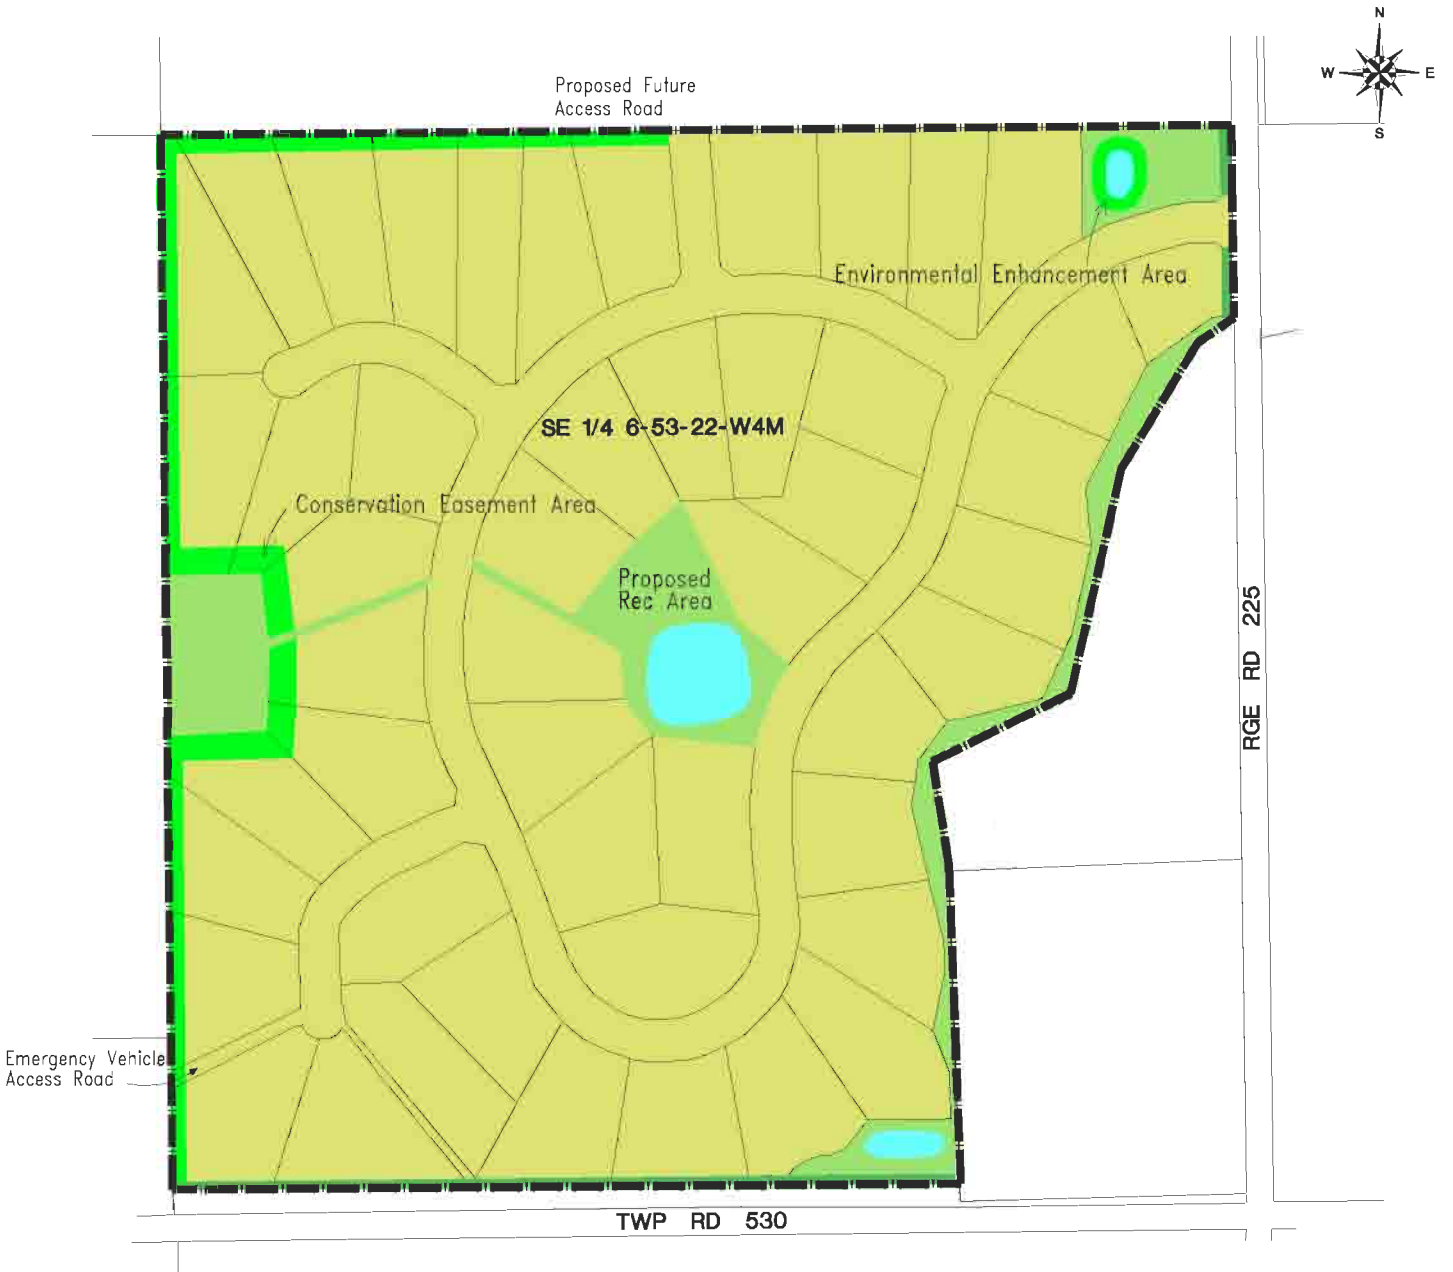 N
W E
S
Proposed Future
Access Road
Environmental Enhancement Area
SE 1/4 6-53-22-W4M
Conservation Easement Area
Proposed
Rec Area
RGE RD 225
Emergency Vehicle
Access Road
TWP RD 530